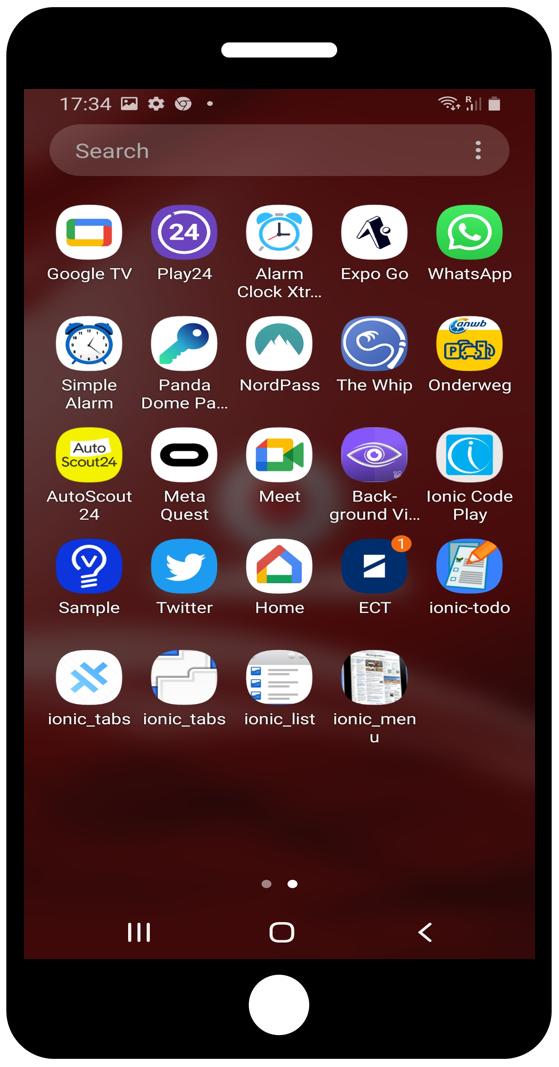 17:34
R
Search
24
Google TV
Play24
Alarm
Clock Xtr...
Expo Go
WhatsApp
anwb
P
Simple
Alarm
Panda
Dome Pa...
NordPass
The Whip
Onderweg
Auto
Scout24
AutoScout
24
Meta
Quest
Meet
Back-
ground Vi...
Ionic Code
Play
1
Sample
Twitter
Home
ECT
ionic-todo
ionic_tabs
ionic_tabs
ionic_list
ionic_men
u